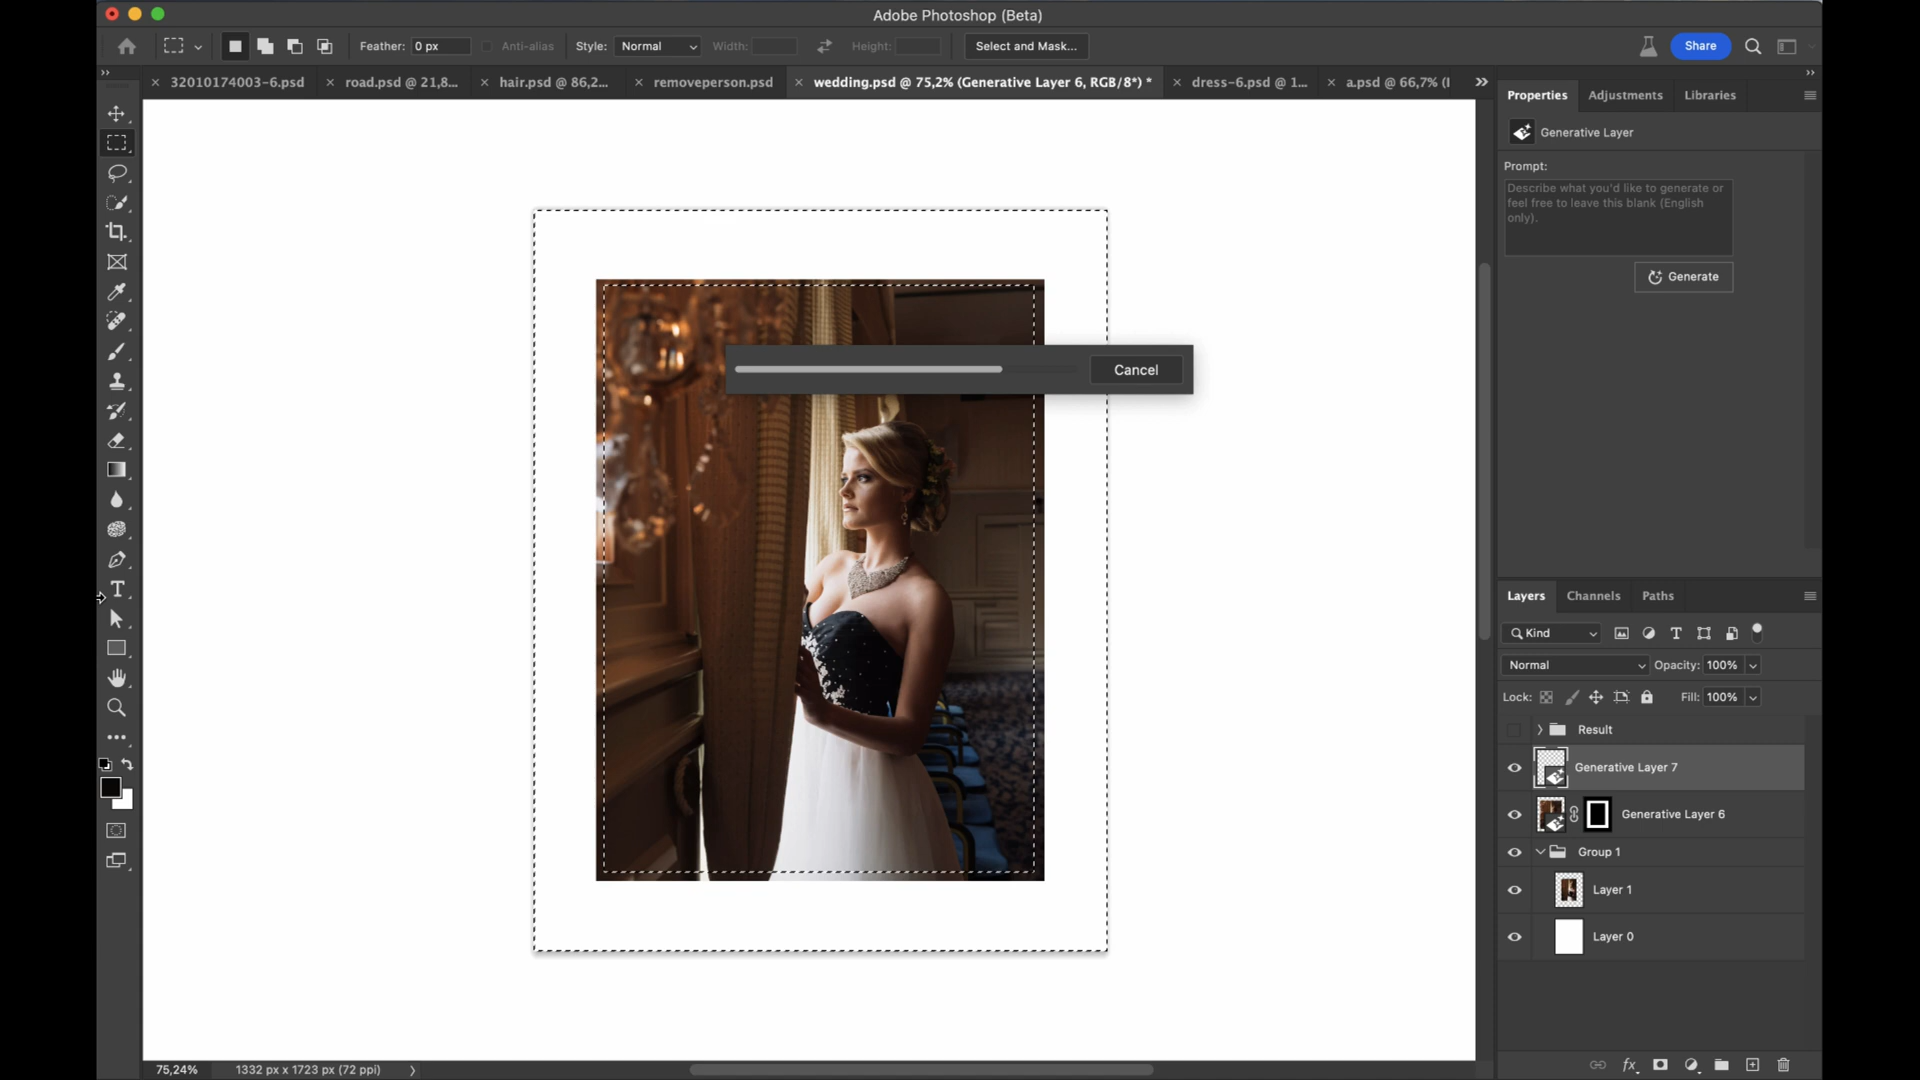 Adobe Photoshop (Beta)
Feather: 0 px Anti-alias Style: Normal Width: Height: Select and Mask... Share
32010174003-6.psd road.psd @ 21,8... hair.psd @ 86,2... removeperson.psd wedding.psd @ 75,2% (Generative Layer 6, RGB/8*) * dress-6.psd @ 1... a.psd @ 66,7% (I
Properties Adjustments Libraries
Generative Layer
Prompt:
Describe what you'd like to generate or
feel free to leave this blank (English
only).
Generate
Cancel
Layers Channels Paths
Kind
Normal Opacity: 100%
Lock: Fill: 100%
Result
Generative Layer 7
Generative Layer 6
Group 1
Layer 1
Layer 0
75,24% 1332 px x 1723 px (72 ppi)